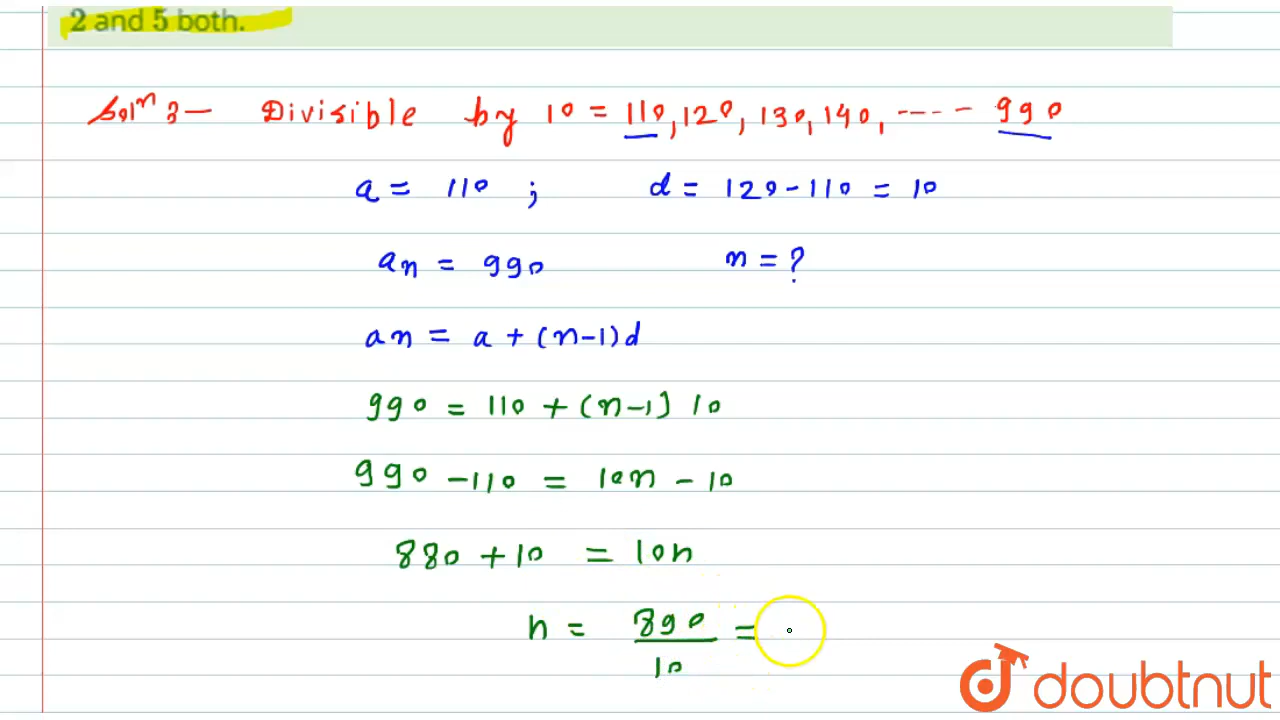 2 and 5 both.
Solⁿ :- Divisible by 10 = 110, 120, 130, 140, ---- - 990
a = 110 ; d = 120 - 110 = 10
an = 990 n = ?
an = a + (n-1)d
990 = 110 + (n-1] 10
990 - 110 = 10n - 10
880 + 10 = 10n
n = 890/10 =
doubtnut